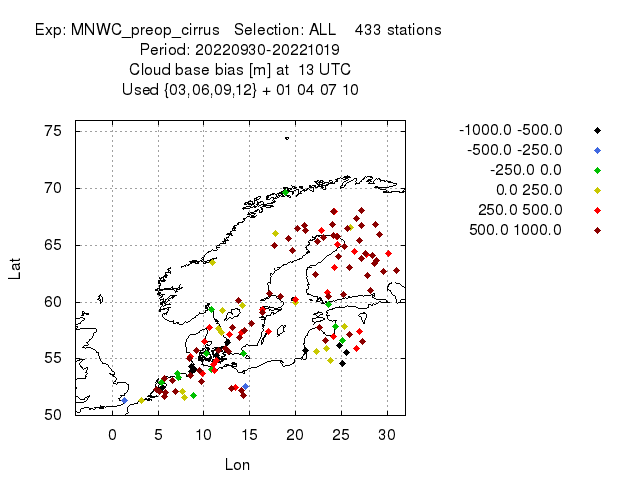 Exp: MNWC_preop_cirrus   Selection: ALL    433 stations
Period: 20220930-20221019
Cloud base bias [m] at  13 UTC
Used {03,06,09,12} + 01 04 07 10
-1000.0 -500.0
-500.0 -250.0
-250.0 0.0
0.0 250.0
250.0 500.0
500.0 1000.0
75
70
65
60
55
50
Lat
0 5 10 15 20 25 30
Lon